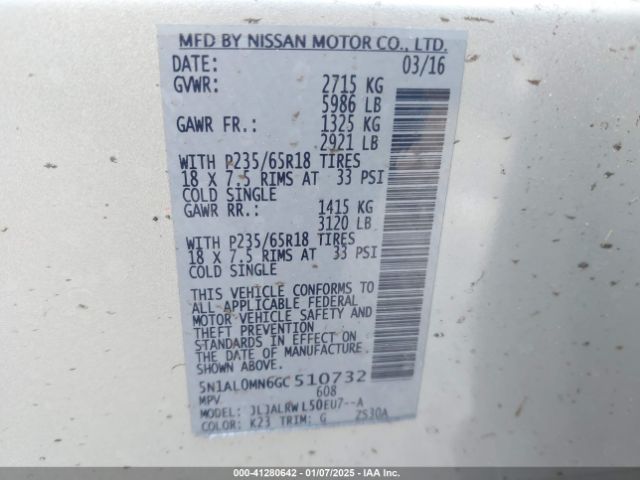 MFD BY NISSAN MOTOR CO., LTD.
DATE: 03/16
GVWR: 2715 KG
5986 LB
GAWR FR.: 1325 KG
2921 LB
WITH P235/65R18 TIRES
18 X 7.5 RIMS AT 33 PSI
COLD SINGLE
GAWR RR.: 1415 KG
3120 LB
WITH P235/65R18 TIRES
18 X 7.5 RIMS AT 33 PSI
COLD SINGLE
THIS VEHICLE CONFORMS TO
ALL APPLICABLE FEDERAL
MOTOR VEHICLE SAFETY AND
THEFT PREVENTION
STANDARDS IN EFFECT ON
THE DATE OF MANUFACTURE
SHOWN ABOVE.
5N1AL0MN6GC510732
MPV 608
MODEL: JLJALRWL50EU7--A
COLOR: K23 TRIM: G ZS30A
000-41280642 - 01/07/2025 - IAA, Inc.